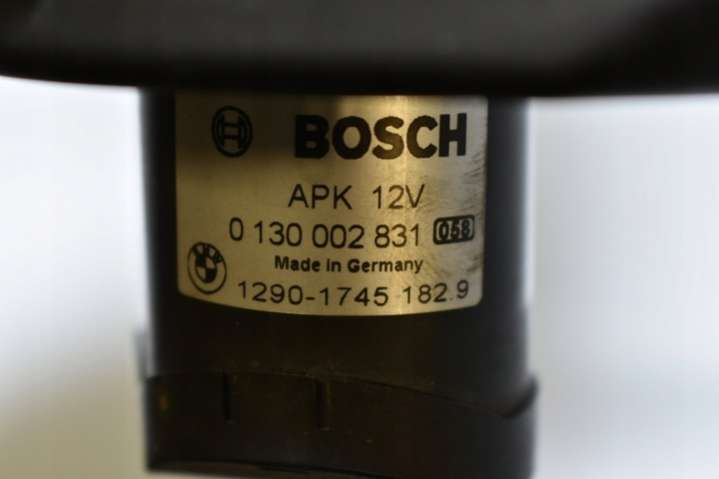 BOSCH
APK 12V
0 130 002 831 058
Made in Germany
1290-1745 182.9